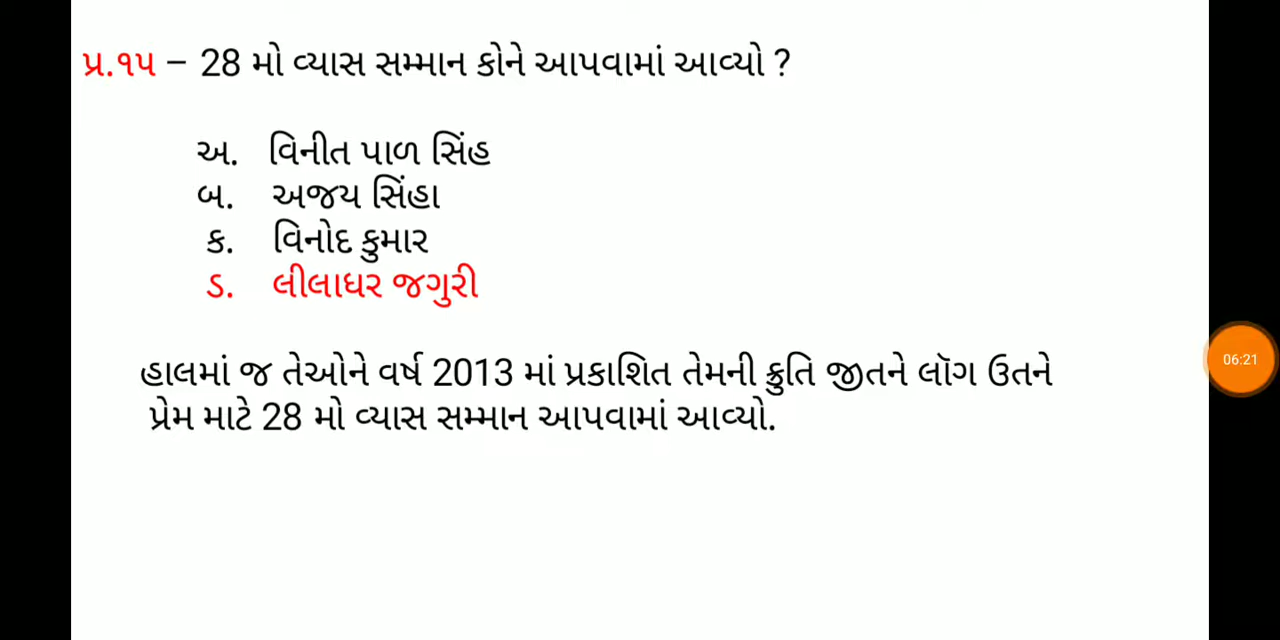 પ્ર.૧૫ – 28 મો વ્યાસ સમ્માન કોને આપવામાં આવ્યો ?
અ. વિનીત પાળ સિંહ
બ. અજય સિંહા
ક. વિનોદ કુમાર
ડ. લીલાધર જગુરી
હાલમાં જ તેઓને વર્ષ 2013 માં પ્રકાશિત તેમની ક્રુતિ જીતને લૉગ ઉતને
પ્રેમ માટે 28 મો વ્યાસ સમ્માન આપવામાં આવ્યો.
06:21